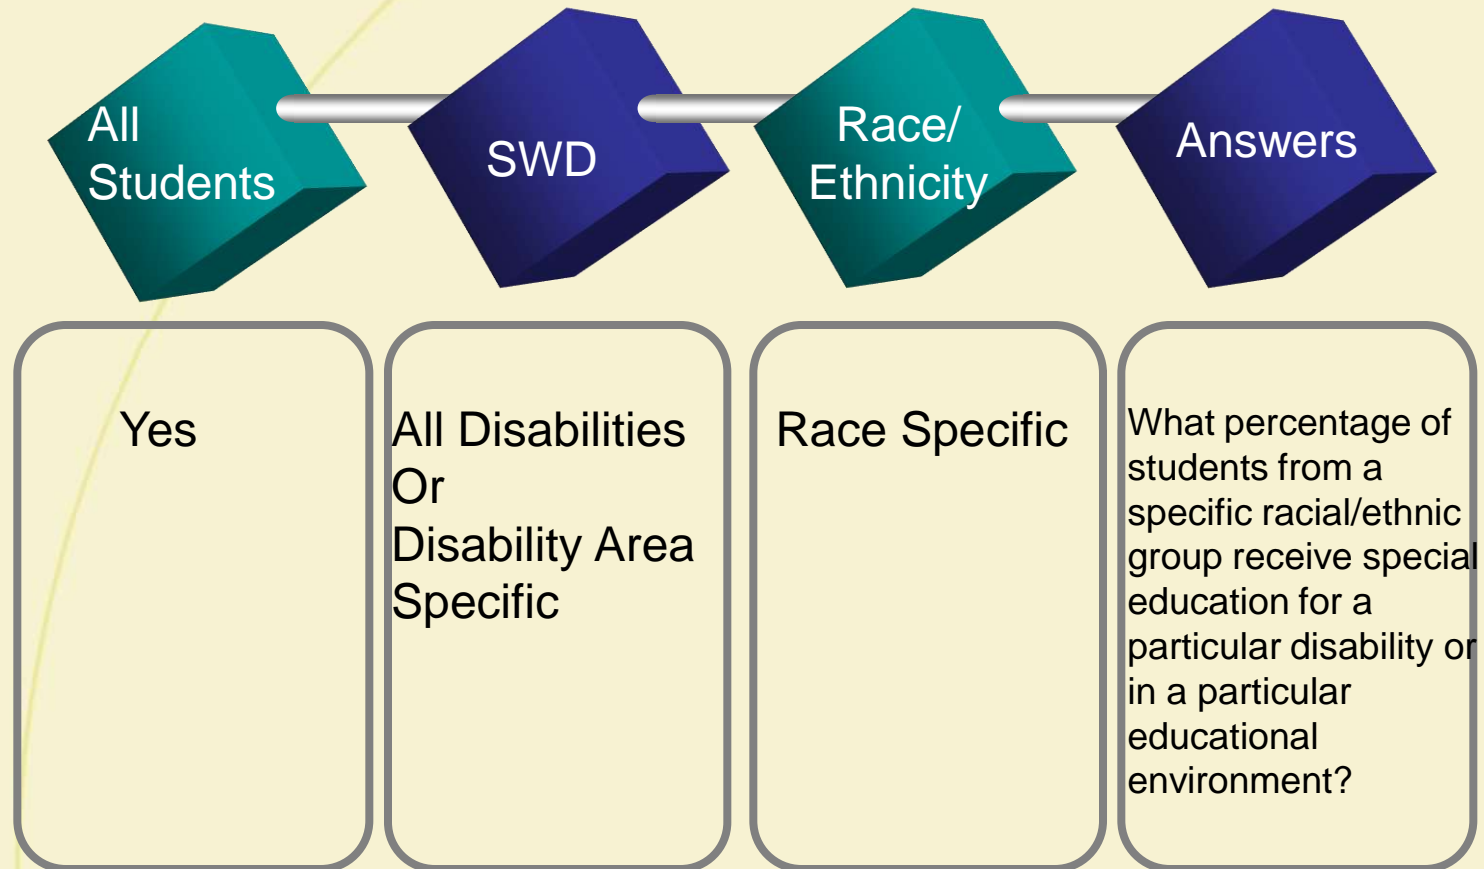 All
Students
SWD
Race/
Ethnicity
Answers
Yes
All Disabilities
Or
Disability Area
Specific
Race Specific
What percentage of
students from a
specific racial/ethnic
group receive special
education for a
particular disability or
in a particular
educational
environment?